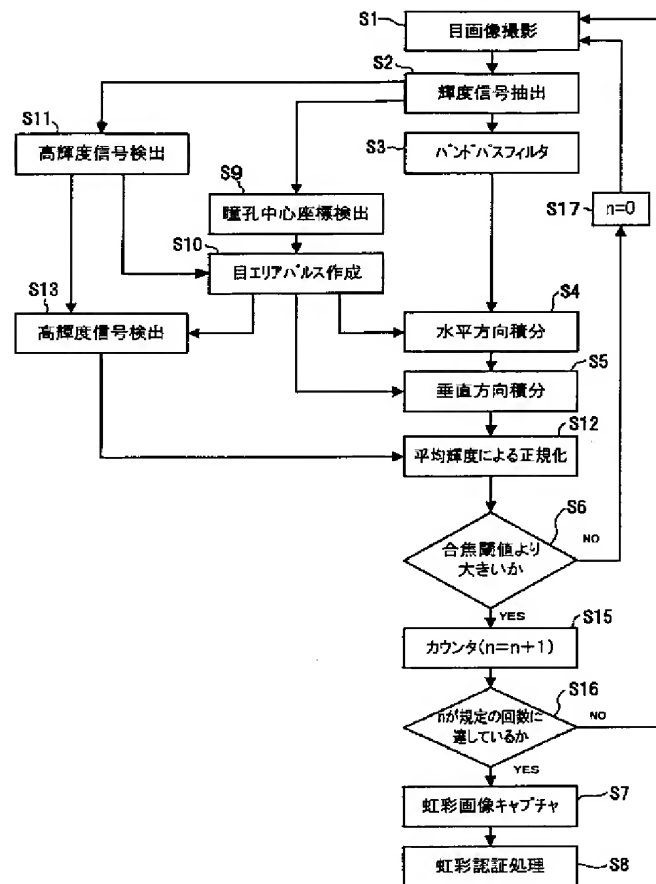 S1
目画像撮影
S2
輝度信号抽出
S11
高輝度信号検出
S3
バンドパスフィルタ
S9
瞳孔中心座標検出
S17
n=0
S10
目エリアパルス作成
S13
高輝度信号検出
S4
水平方向積分
S5
垂直方向積分
S12
平均輝度による正規化
S6
合焦閾値より
大きいか
NO
YES
S15
カウンタ(n=n+1)
S16
nが規定の回数に
達しているか
NO
YES
S7
虹彩画像キャプチャ
S8
虹彩認証処理